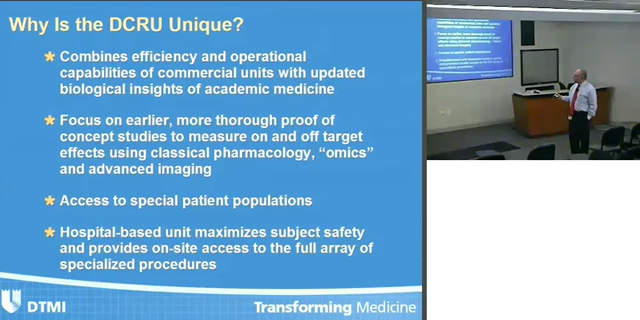 Why Is the DCRU Unique?
Combines efficiency and operational
capabilities of commercial units with updated
biological insights of academic medicine
Focus on earlier, more thorough proof of
concept studies to measure on and off target
effects using classical pharmacology, “omics”
and advanced imaging
Access to special patient populations
Hospital-based unit maximizes subject safety
and provides on-site access to the full array of
specialized procedures
DTMI
Transforming Medicine